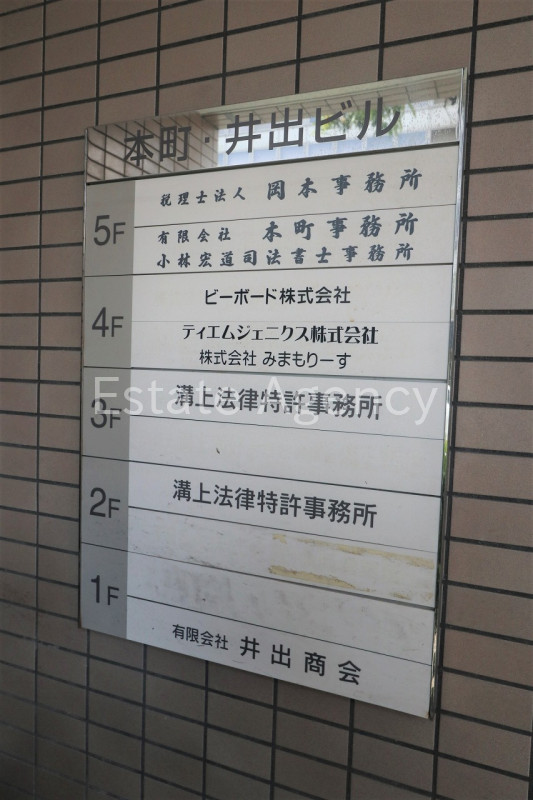 本町・井出ビル
5F
税理士法人 岡本事務所
有限会社 本町事務所
小林宏道司法書士事務所
4F
ビーボード株式会社
ティエムジェニクス株式会社
株式会社 みまもりーす
3F
溝上法律特許事務所
Estate Agency
2F
溝上法律特許事務所
1F
有限会社 井出商会